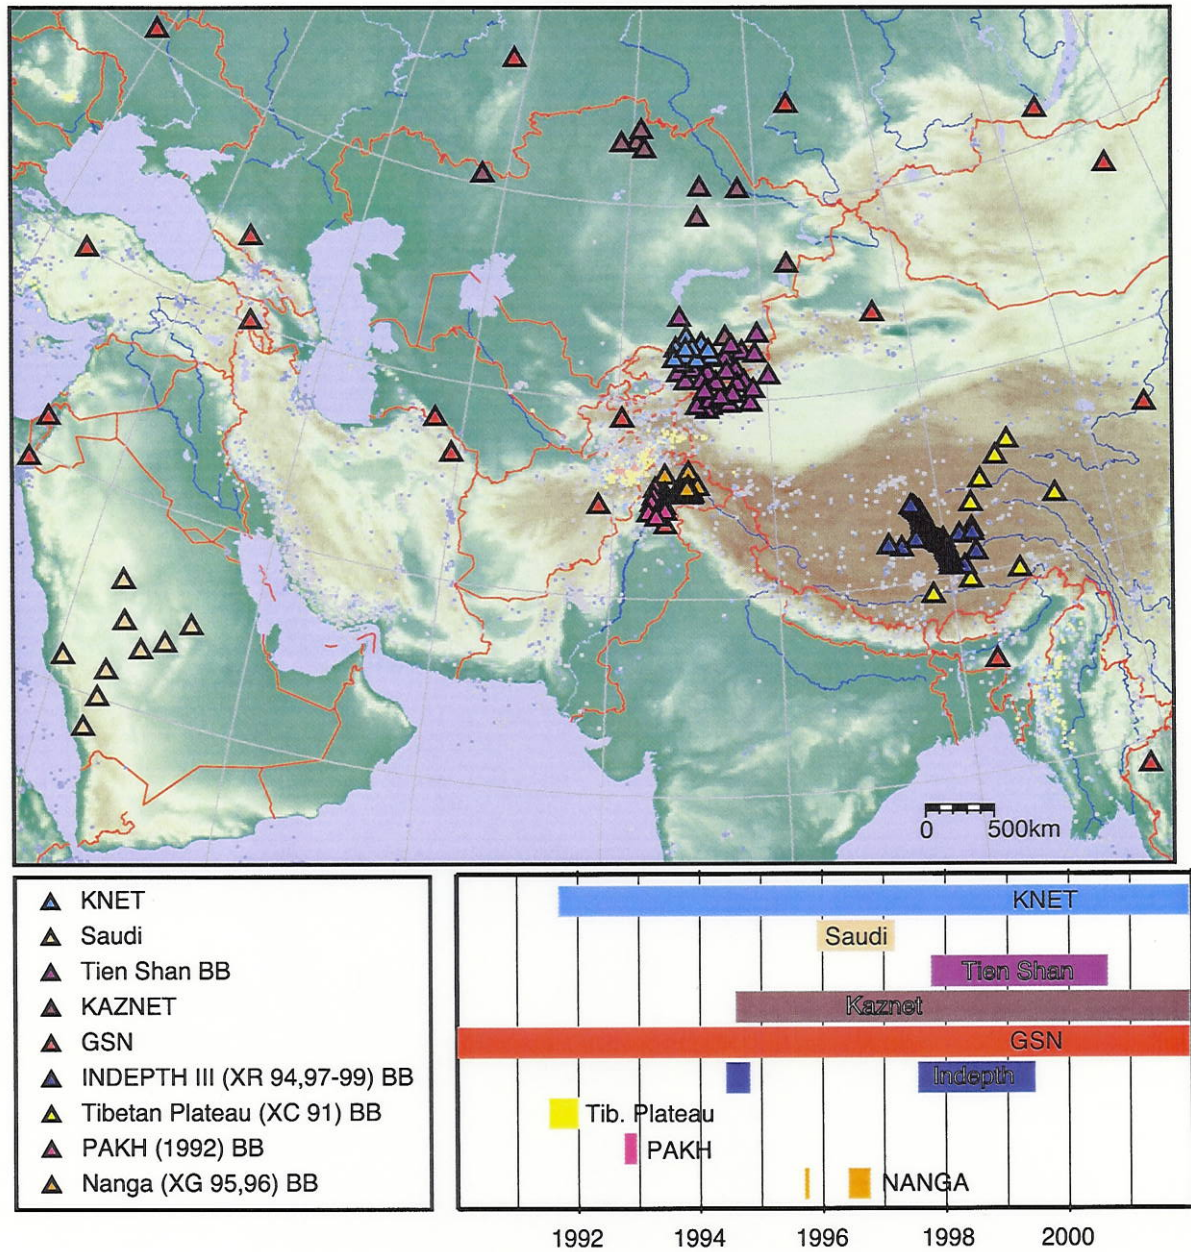 0 500km
KNET
Saudi
Tien Shan BB
KAZNET
GSN
INDEPTH III (XR 94,97-99) BB
Tibetan Plateau (XC 91) BB
PAKH (1992) BB
Nanga (XG 95,96) BB
KNET
Saudi
Tien Shan
Kaznet
GSN
Indepth
Tib. Plateau
PAKH
NANGA
1992 1994 1996 1998 2000